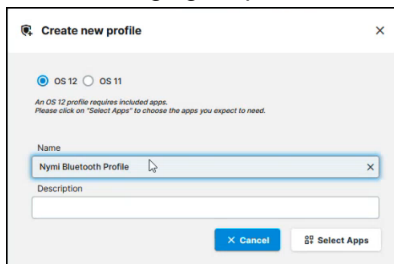 Create new profile
OS 12 OS 11
An OS 12 profile requires included apps.
Please click on "Select Apps" to choose the apps you expect to need.
Name
Nymi Bluetooth Profile
Description
Cancel Select Apps